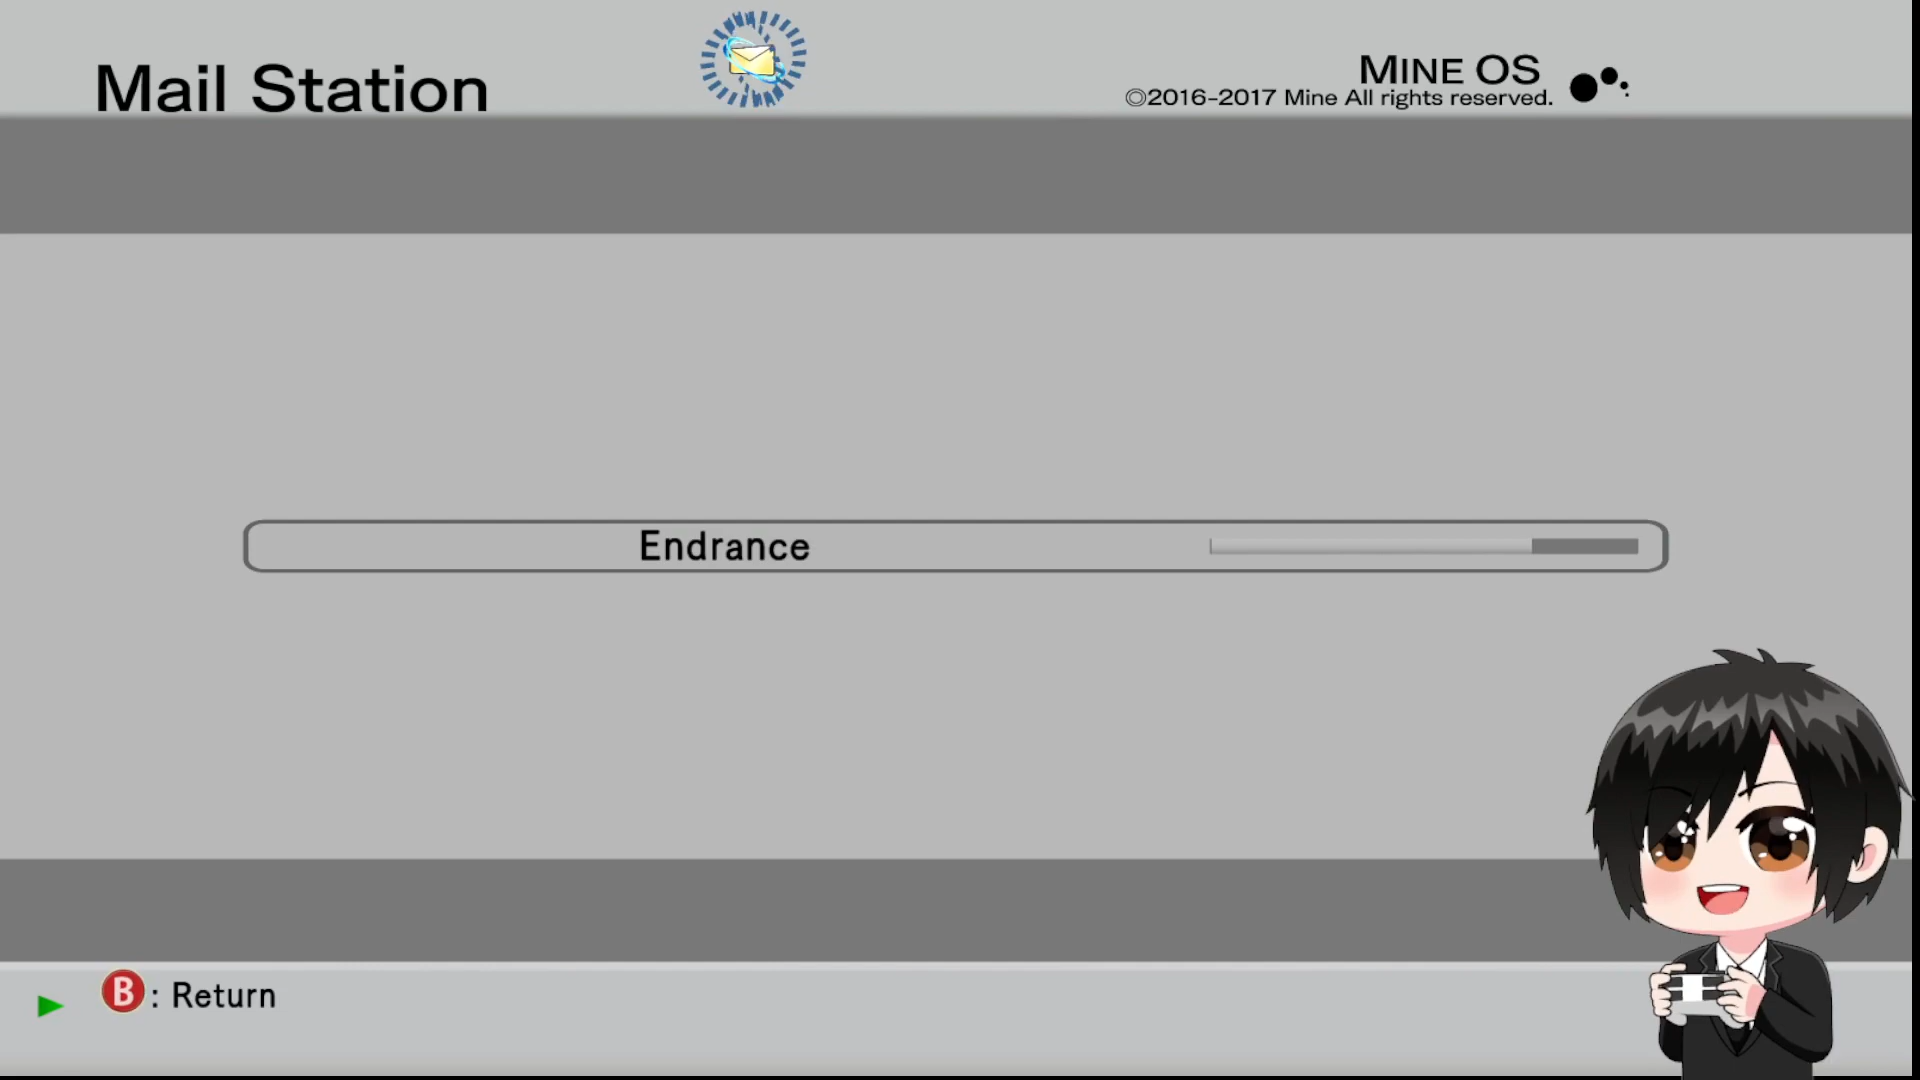 Mail Station
MINE OS
©2016-2017 Mine All rights reserved.
Endrance
B : Return